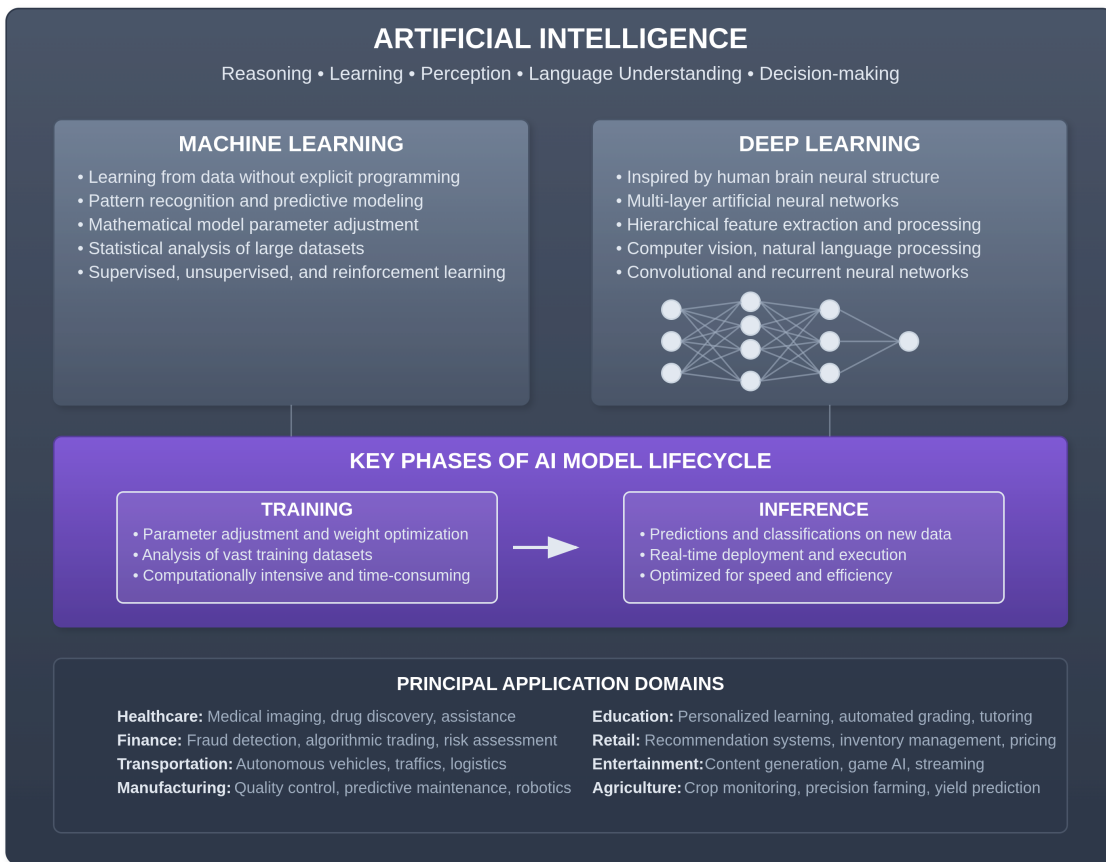 ARTIFICIAL INTELLIGENCE
Reasoning • Learning • Perception • Language Understanding • Decision-making
MACHINE LEARNING
• Learning from data without explicit programming
• Pattern recognition and predictive modeling
• Mathematical model parameter adjustment
• Statistical analysis of large datasets
• Supervised, unsupervised, and reinforcement learning
DEEP LEARNING
• Inspired by human brain neural structure
• Multi-layer artificial neural networks
• Hierarchical feature extraction and processing
• Computer vision, natural language processing
• Convolutional and recurrent neural networks
KEY PHASES OF AI MODEL LIFECYCLE
TRAINING
• Parameter adjustment and weight optimization
• Analysis of vast training datasets
• Computationally intensive and time-consuming
INFERENCE
• Predictions and classifications on new data
• Real-time deployment and execution
• Optimized for speed and efficiency
PRINCIPAL APPLICATION DOMAINS
Healthcare: Medical imaging, drug discovery, assistance
Finance: Fraud detection, algorithmic trading, risk assessment
Transportation: Autonomous vehicles, traffics, logistics
Manufacturing: Quality control, predictive maintenance, robotics
Education: Personalized learning, automated grading, tutoring
Retail: Recommendation systems, inventory management, pricing
Entertainment: Content generation, game AI, streaming
Agriculture: Crop monitoring, precision farming, yield prediction